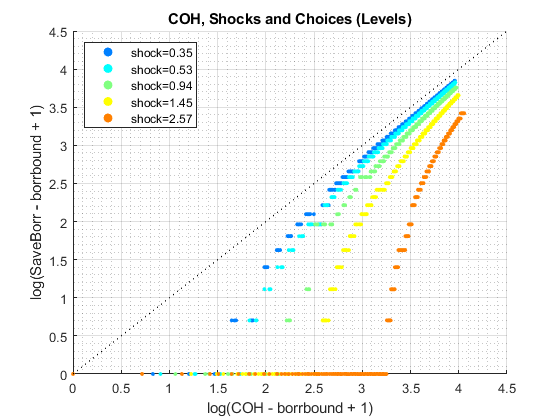 COH, Shocks and Choices (Levels)
4.5
4
3.5
3
2.5
2
1.5
1
0.5
0
log(SaveBorr - borrbound + 1)
shock=0.35
shock=0.53
shock=0.94
shock=1.45
shock=2.57
0 0.5 1 1.5 2 2.5 3 3.5 4 4.5
log(COH - borrbound + 1)